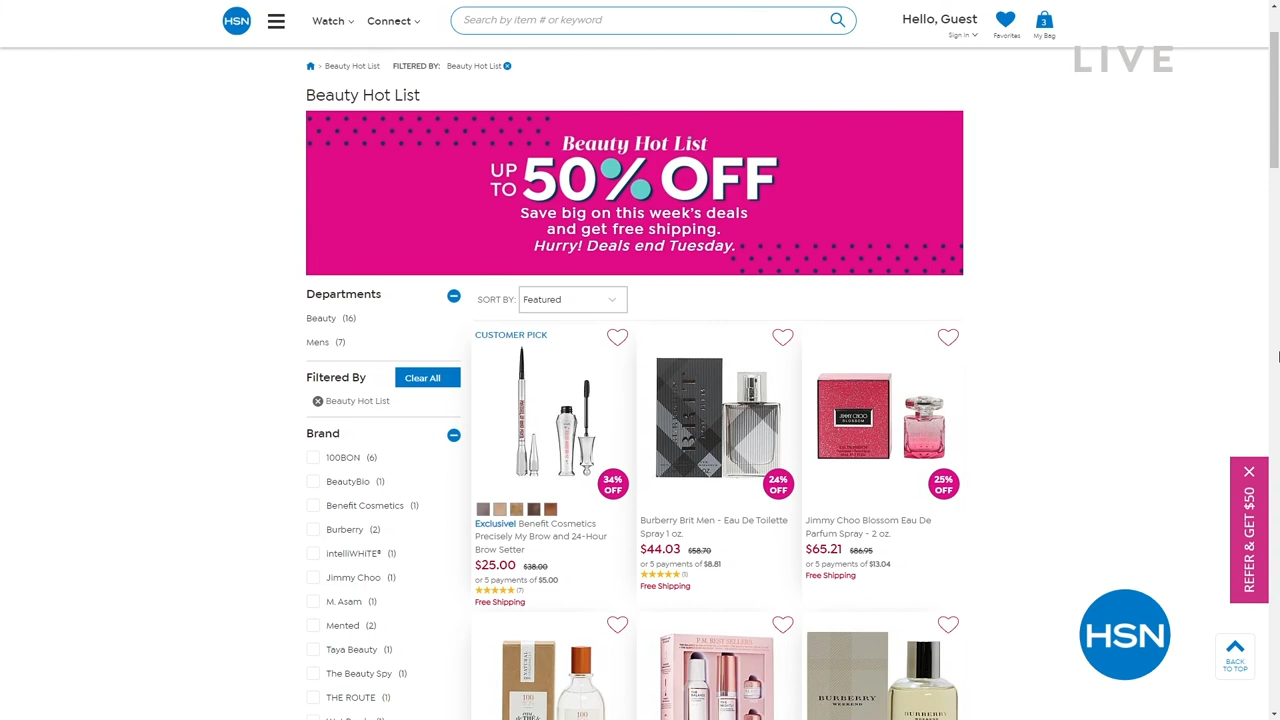 HSN
Watch
Connect
Search by item # or keyword
Hello, Guest
Sign In
Favorites
3
My Bag
LIVE
> Beauty Hot List
FILTERED BY:
Beauty Hot List
Beauty Hot List
Beauty Hot List
UP TO 50% OFF
Save big on this week's deals
and get free shipping.
Hurry! Deals end Tuesday.
Departments
Beauty (16)
Mens (7)
Filtered By
Clear All
Beauty Hot List
Brand
100BON (6)
BeautyBio (1)
Benefit Cosmetics (1)
Burberry (2)
intelliWHiTE® (1)
Jimmy Choo (1)
M. Asam (1)
Mented (2)
Taya Beauty (1)
The Beauty Spy (1)
THE ROUTE (1)
SORT BY:
Featured
CUSTOMER PICK
34%
OFF
Exclusive! Benefit Cosmetics
Precisely My Brow and 24-Hour
Brow Setter
$25.00 $38.00
or 5 payments of $5.00
(7)
Free Shipping
24%
OFF
Burberry Brit Men - Eau De Toilette
Spray 1 oz.
$44.03 $58.70
or 5 payments of $8.81
(1)
Free Shipping
JIMMY CHOO
BLOSSOM
25%
OFF
Jimmy Choo Blossom Eau De
Parfum Spray - 2 oz.
$65.21 $86.95
or 5 payments of $13.04
Free Shipping
P.M. BEST SELLERS
BURBERRY
REFER & GET $50
HSN
BACK
TO TOP